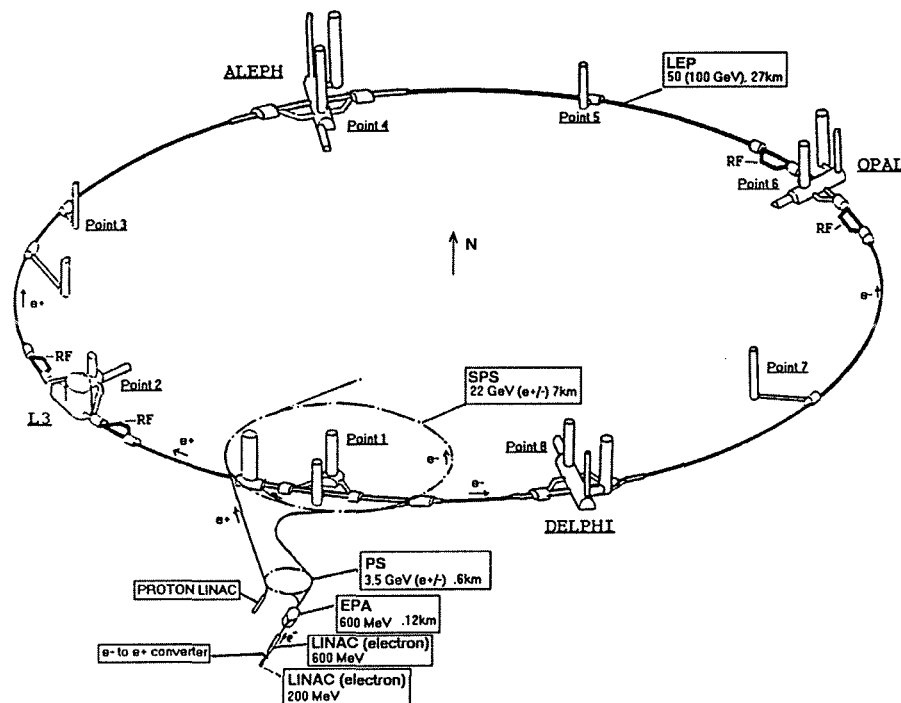 LEP
50 (100 GeV), 27km
ALEPH
Point 4
Point 5
RF
Point 6
OPAL
RF
Point 3
N
e+
e-
RF
Point 2
L3
RF
e+
SPS
22 GeV (e+/-) 7km
Point 7
Point 1
e-
Point 8
e-
DELPHI
e+
PS
3.5 GeV (e+/-) .6km
PROTON LINAC
EPA
600 MeV .12km
e-
LINAC (electron)
600 MeV
e- to e+ converter
LINAC (electron)
200 MeV